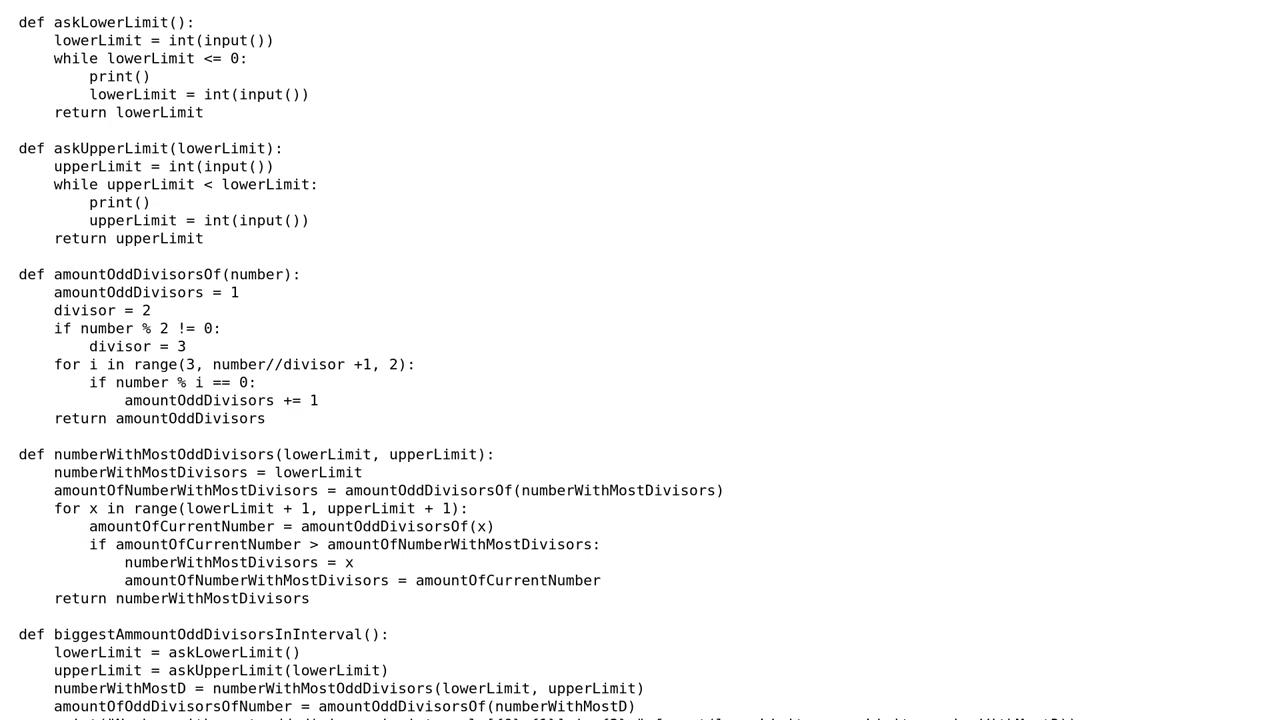 def askLowerLimit():
    lowerLimit = int(input())
    while lowerLimit <= 0:
        print()
        lowerLimit = int(input())
    return lowerLimit

def askUpperLimit(lowerLimit):
    upperLimit = int(input())
    while upperLimit < lowerLimit:
        print()
        upperLimit = int(input())
    return upperLimit

def amountOddDivisorsOf(number):
    amountOddDivisors = 1
    divisor = 2
    if number % 2 != 0:
        divisor = 3
    for i in range(3, number//divisor +1, 2):
        if number % i == 0:
            amountOddDivisors += 1
    return amountOddDivisors

def numberWithMostOddDivisors(lowerLimit, upperLimit):
    numberWithMostDivisors = lowerLimit
    amountOfNumberWithMostDivisors = amountOddDivisorsOf(numberWithMostDivisors)
    for x in range(lowerLimit + 1, upperLimit + 1):
        amountOfCurrentNumber = amountOddDivisorsOf(x)
        if amountOfCurrentNumber > amountOfNumberWithMostDivisors:
            numberWithMostDivisors = x
            amountOfNumberWithMostDivisors = amountOfCurrentNumber
    return numberWithMostDivisors

def biggestAmmountOddDivisorsInInterval():
    lowerLimit = askLowerLimit()
    upperLimit = askUpperLimit(lowerLimit)
    numberWithMostD = numberWithMostOddDivisors(lowerLimit, upperLimit)
    amountOfOddDivisorsOfNumber = amountOddDivisorsOf(numberWithMostD)